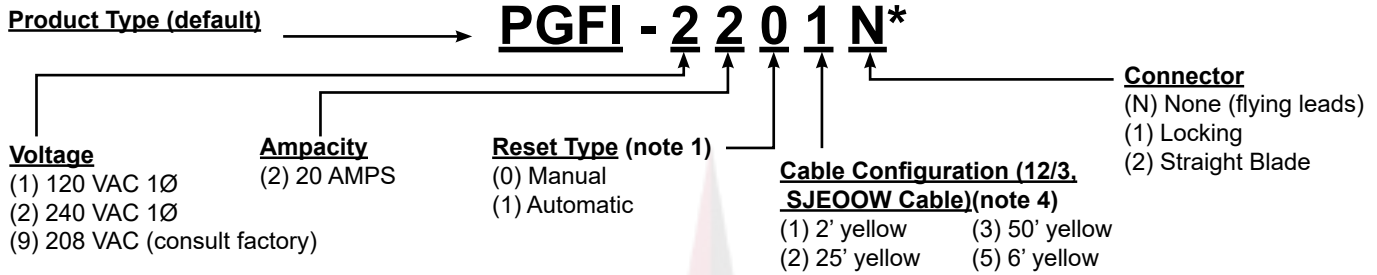 Product Type (default)
PGFI - 2 2 0 1 N*
Connector
(N) None (flying leads)
(1) Locking
(2) Straight Blade
Voltage
(1) 120 VAC 1Ø
(2) 240 VAC 1Ø
(9) 208 VAC (consult factory)
Ampacity
(2) 20 AMPS
Reset Type (note 1)
(0) Manual
(1) Automatic
Cable Configuration (12/3,
SJEOOW Cable)(note 4)
(1) 2’ yellow (3) 50’ yellow
(2) 25’ yellow (5) 6’ yellow